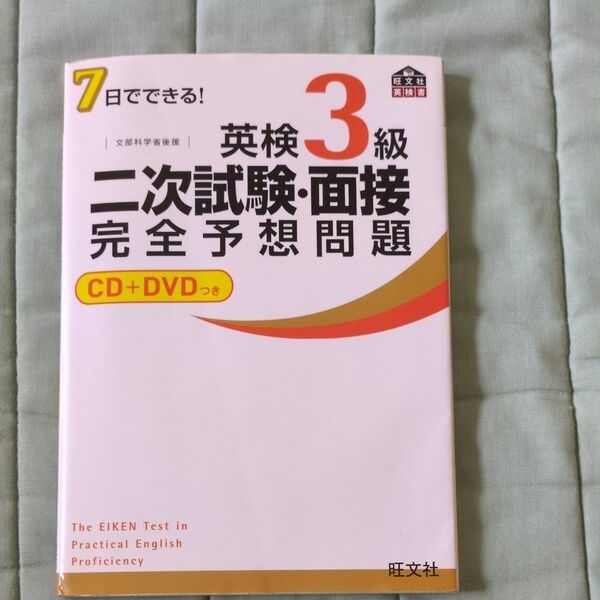 7日でできる!
旺文社
英検書
文部科学省後援
英検3級
二次試験・面接
完全予想問題
CD+DVDつき
The EIKEN Test in
Practical English
Proficiency
旺文社